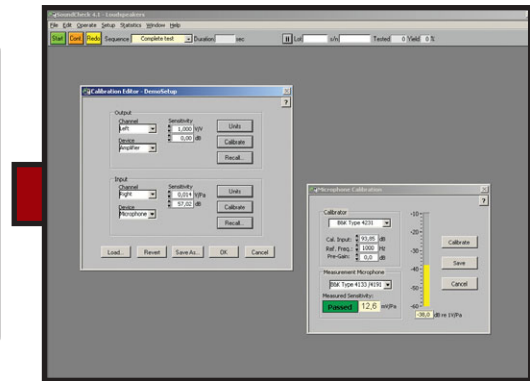 SoundCheck 4.1 - Loudspeakers
File Edit Operate Setup Statistics Window Help
Start Cont. Redo Sequence Complete test Duration sec Lot s/n Tested 0 Yield 0 %
Calibration Editor - DemoSetup
?
Output
Channel Sensitivity
Left 1,000 V/V Units
Device 0,00 dB Calibrate
Amplifier
Recall...
Input
Channel Sensitivity
Right 0,014 V/Pa Units
Device 57,02 dB Calibrate
Microphone
Recall...
Load... Revert Save As... OK Cancel
Microphone Calibration
?
Calibrator
B&K Type 4231
Cal. Input: 93,85 dB
Ref. Freq.: 1000 Hz
Pre-Gain: 0,0 dB
Measurement Microphone
B&K Type 4133/4191
Measured Sensitivity:
Passed 12,6 mV/Pa
-10
-20
-30
-40
-50
-60
-38,0 dB re 1V/Pa
Calibrate
Save
Cancel